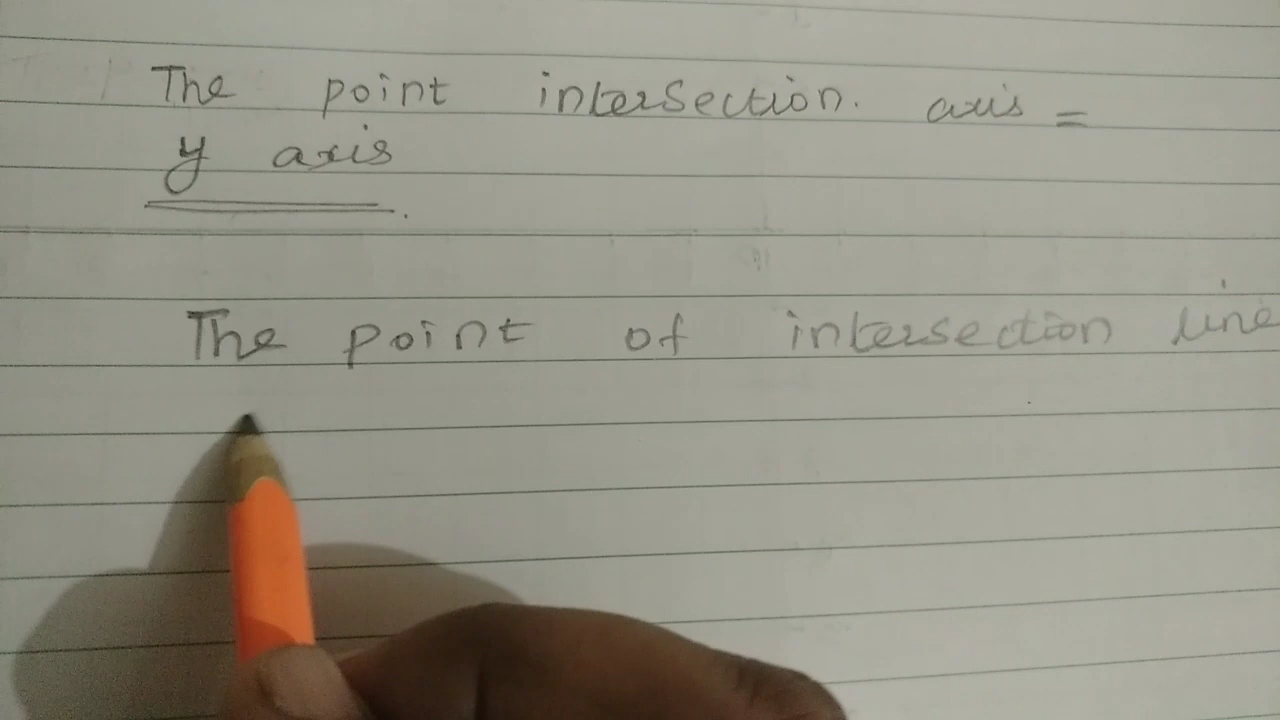 The point intersection. axis =
y axis.
The point of intersection line